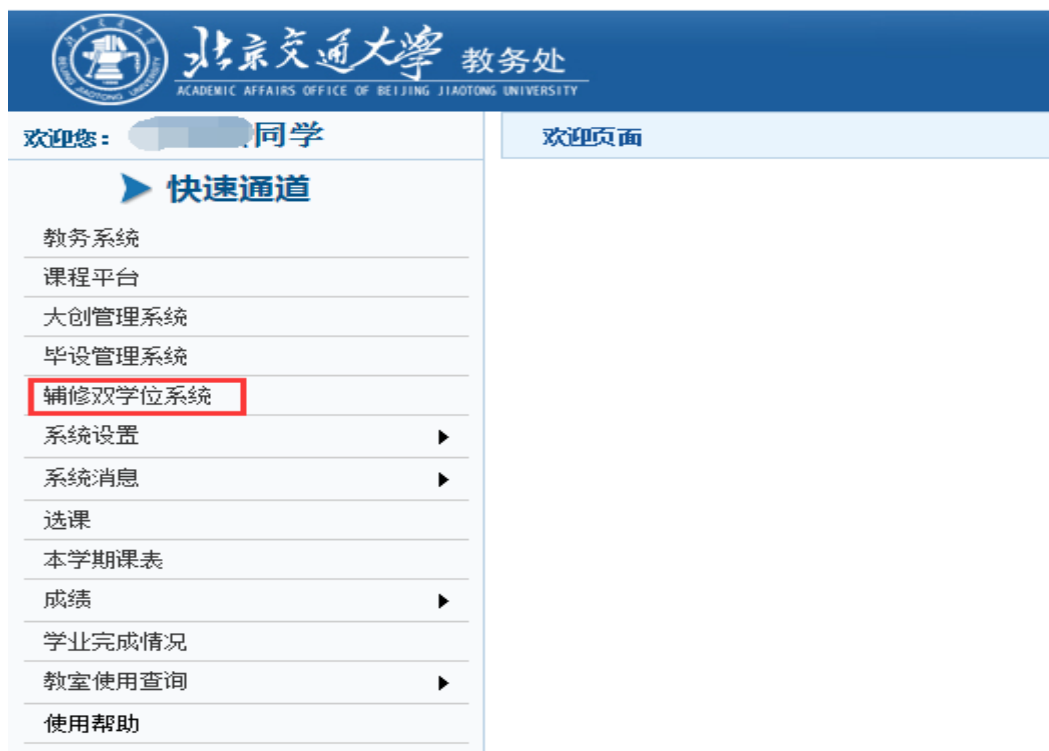 北京交通大学 教务处
ACADEMIC AFFAIRS OFFICE OF BEIJING JIAOTONG UNIVERSITY
BEIJING JIAOTONG UNIVERSITY
欢迎您: 同学
欢迎页面
快速通道
教务系统
课程平台
大创管理系统
毕设管理系统
辅修双学位系统
系统设置
系统消息
选课
本学期课表
成绩
学业完成情况
教室使用查询
使用帮助